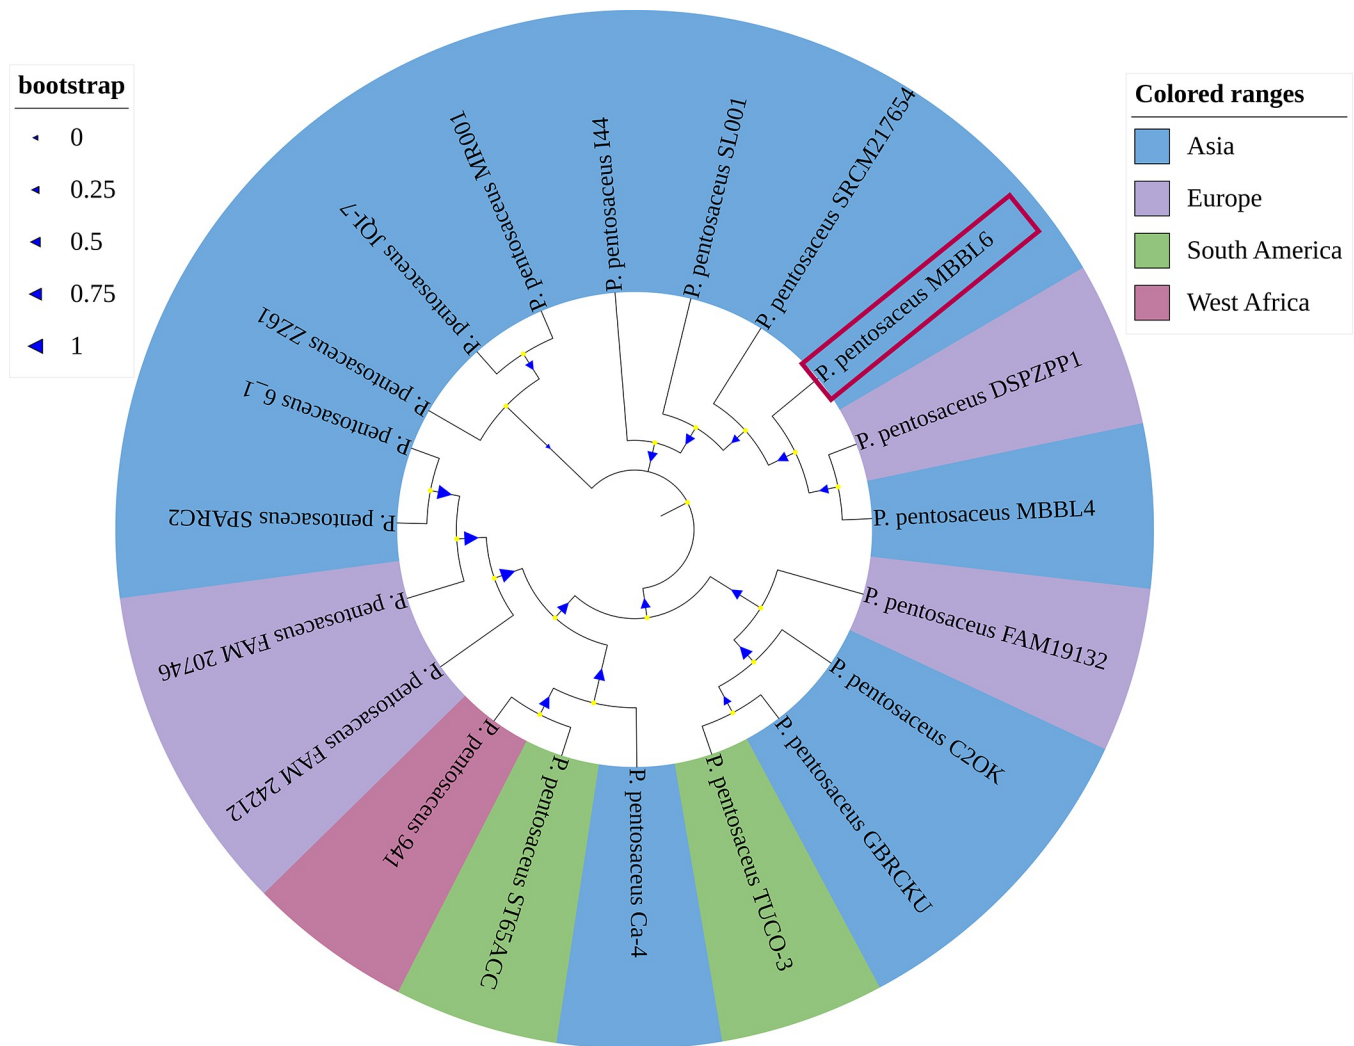 bootstrap
0
0.25
0.5
0.75
1
Colored ranges
Asia
Europe
South America
West Africa
P. pentosaceus I44
P. pentosaceus SL001
P. pentosaceus SRCM217654
P. pentosaceus MBBL6
P. pentosaceus DSPZPP1
P. pentosaceus MBBL4
P. pentosaceus FAM19132
P. pentosaceus C2OK
P. pentosaceus GBRCKU
P. pentosaceus TUCO-3
P. pentosaceus Ca-4
P. pentosaceus ST65ACC
P. pentosaceus 941
P. pentosaceus FAM 24212
P. pentosaceus FAM 20746
P. pentosaceus SPARC2
P. pentosaceus 6_1
P. pentosaceus ZZ61
P. pentosaceus JQI-7
P. pentosaceus MR001